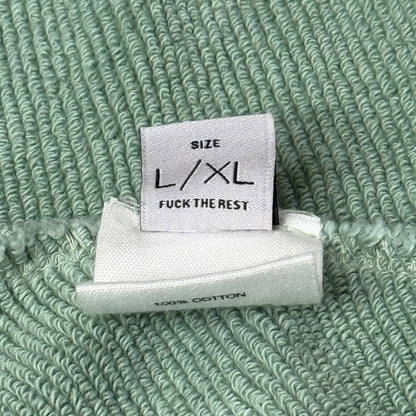 SIZE
L/XL
FUCK THE REST
100% COTTON